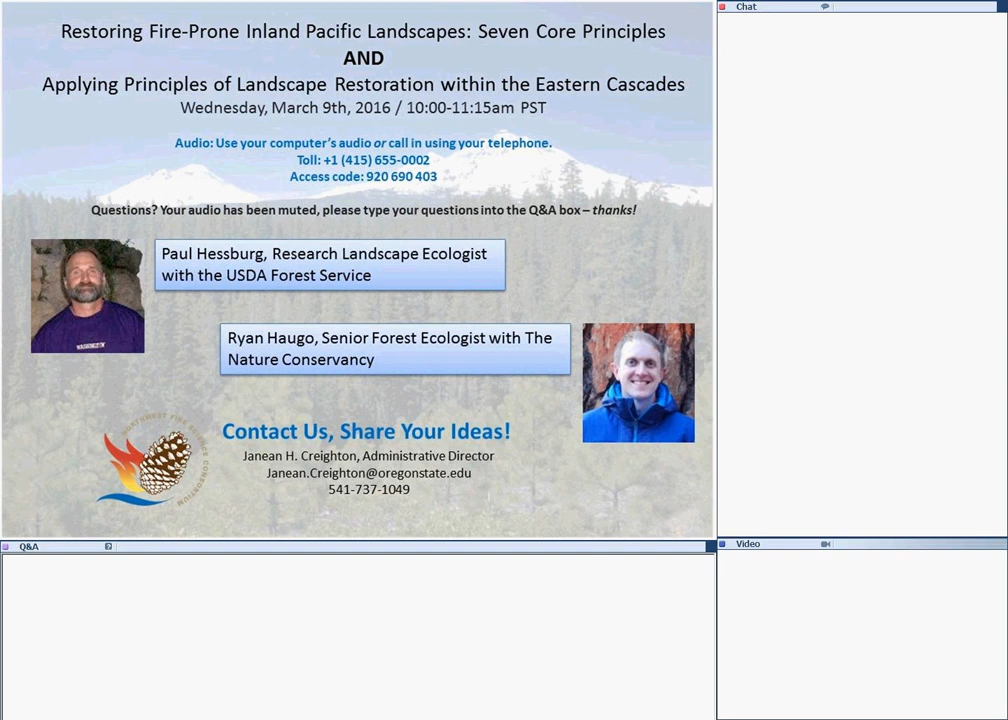 Restoring Fire-Prone Inland Pacific Landscapes: Seven Core Principles
AND
Applying Principles of Landscape Restoration within the Eastern Cascades
Wednesday, March 9th, 2016 / 10:00-11:15am PST
Audio: Use your computer's audio or call in using your telephone.
Toll: +1 (415) 655-0002
Access code: 920 690 403
Questions? Your audio has been muted, please type your questions into the Q&A box – thanks!
Paul Hessburg, Research Landscape Ecologist
with the USDA Forest Service
Ryan Haugo, Senior Forest Ecologist with The
Nature Conservancy
NORTHWEST FIRE SCIENCE CONSORTIUM
Contact Us, Share Your Ideas!
Janean H. Creighton, Administrative Director
Janean.Creighton@oregonstate.edu
541-737-1049
Chat
Q&A
Video